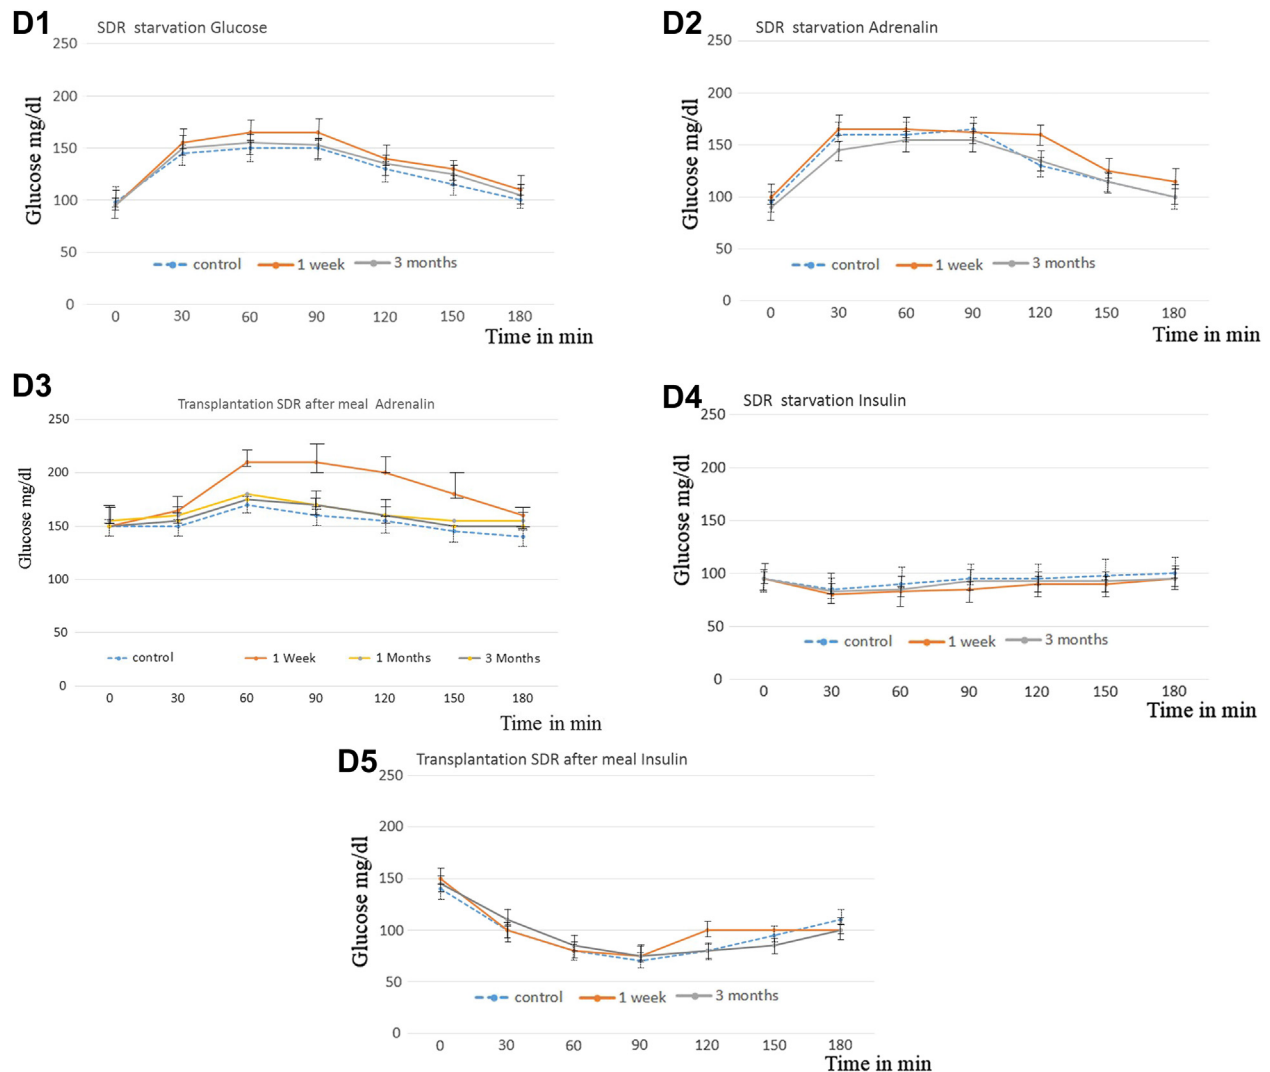 D1
SDR starvation Glucose
Glucose mg/dl
250
200
150
100
50
0
control 1 week 3 months
0 30 60 90 120 150 180
Time in min
D2
SDR starvation Adrenalin
Glucose mg/dl
250
200
150
100
50
0
control 1 week 3 months
0 30 60 90 120 150 180
Time in min
D3
Transplantation SDR after meal Adrenalin
Glucose mg/dl
250
200
150
100
50
0
control 1 Week 1 Months 3 Months
0 30 60 90 120 150 180
Time in min
D4
SDR starvation Insulin
Glucose mg/dl
250
200
150
100
50
0
control 1 week 3 months
0 30 60 90 120 150 180
Time in min
D5
Transplantation SDR after meal Insulin
Glucose mg/dl
250
200
150
100
50
0
control 1 week 3 months
0 30 60 90 120 150 180
Time in min